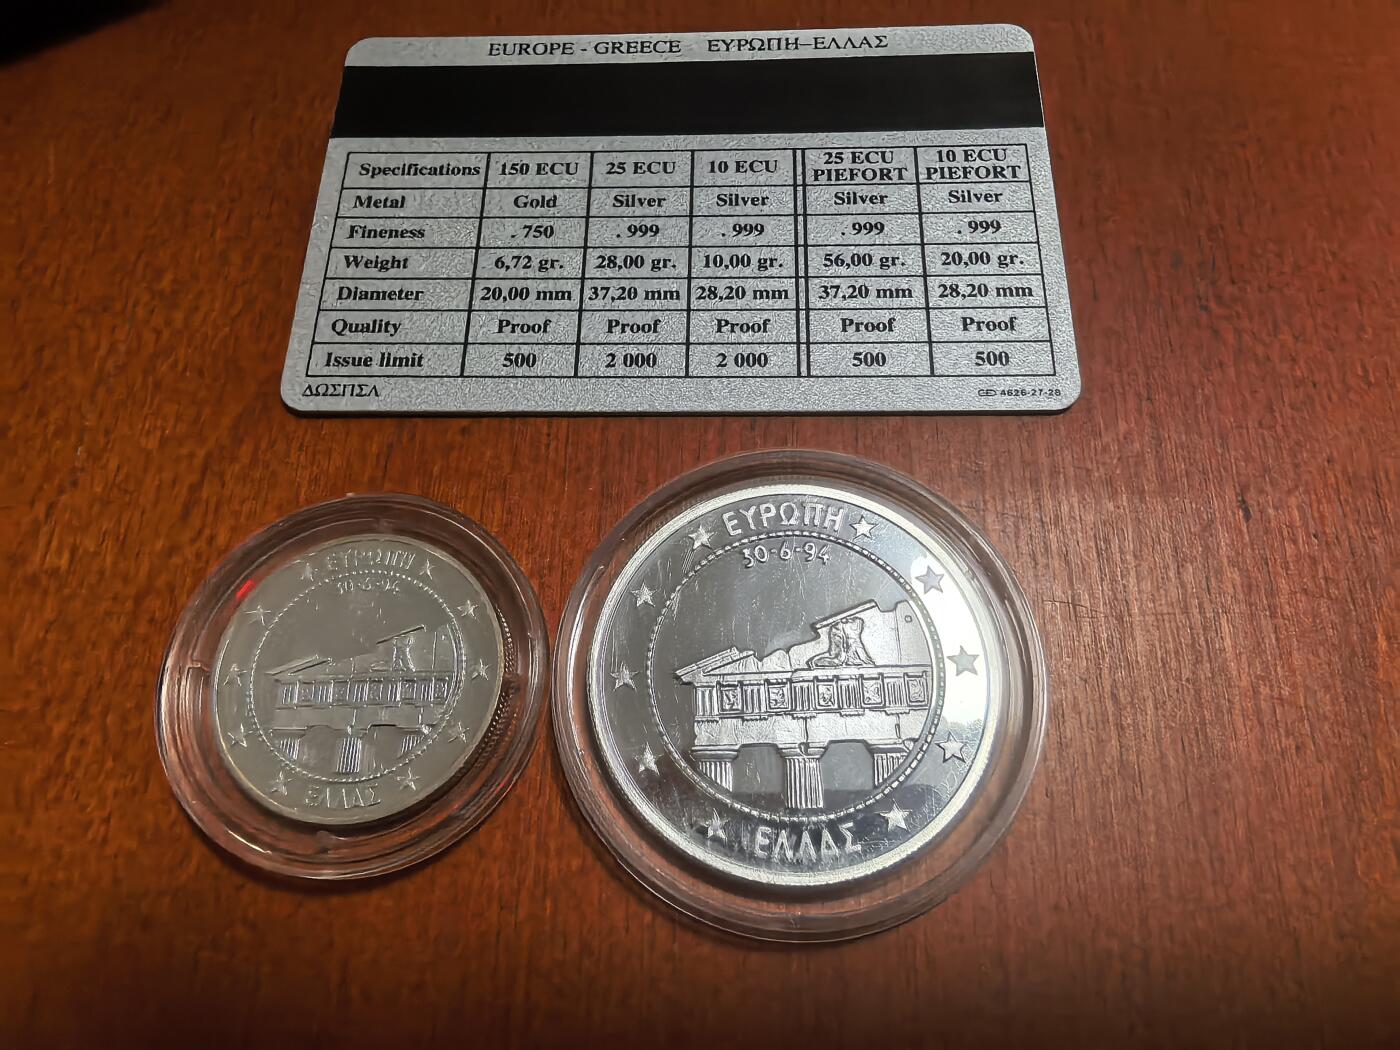 EUROPE - GREECE ΕΥΡΩΠΗ-ΕΛΛΑΣ
Specifications 150 ECU 25 ECU 10 ECU 25 ECU PIEFORT 10 ECU PIEFORT
Metal Gold Silver Silver Silver Silver
Fineness .750 .999 .999 .999 .999
Weight 6,72 gr. 28,00 gr. 10,00 gr. 56,00 gr. 20,00 gr.
Diameter 20,00 mm 37,20 mm 28,20 mm 37,20 mm 28,20 mm
Quality Proof Proof Proof Proof Proof
Issue limit 500 2 000 2 000 500 500
ΔΩΣΠΣΛ 4626-27-28
ΕΥΡΩΠΗ
30-6-94
ΕΛΛΑΣ
ΕΥΡΩΠΗ
30-6-94
ΕΛΛΑΣ